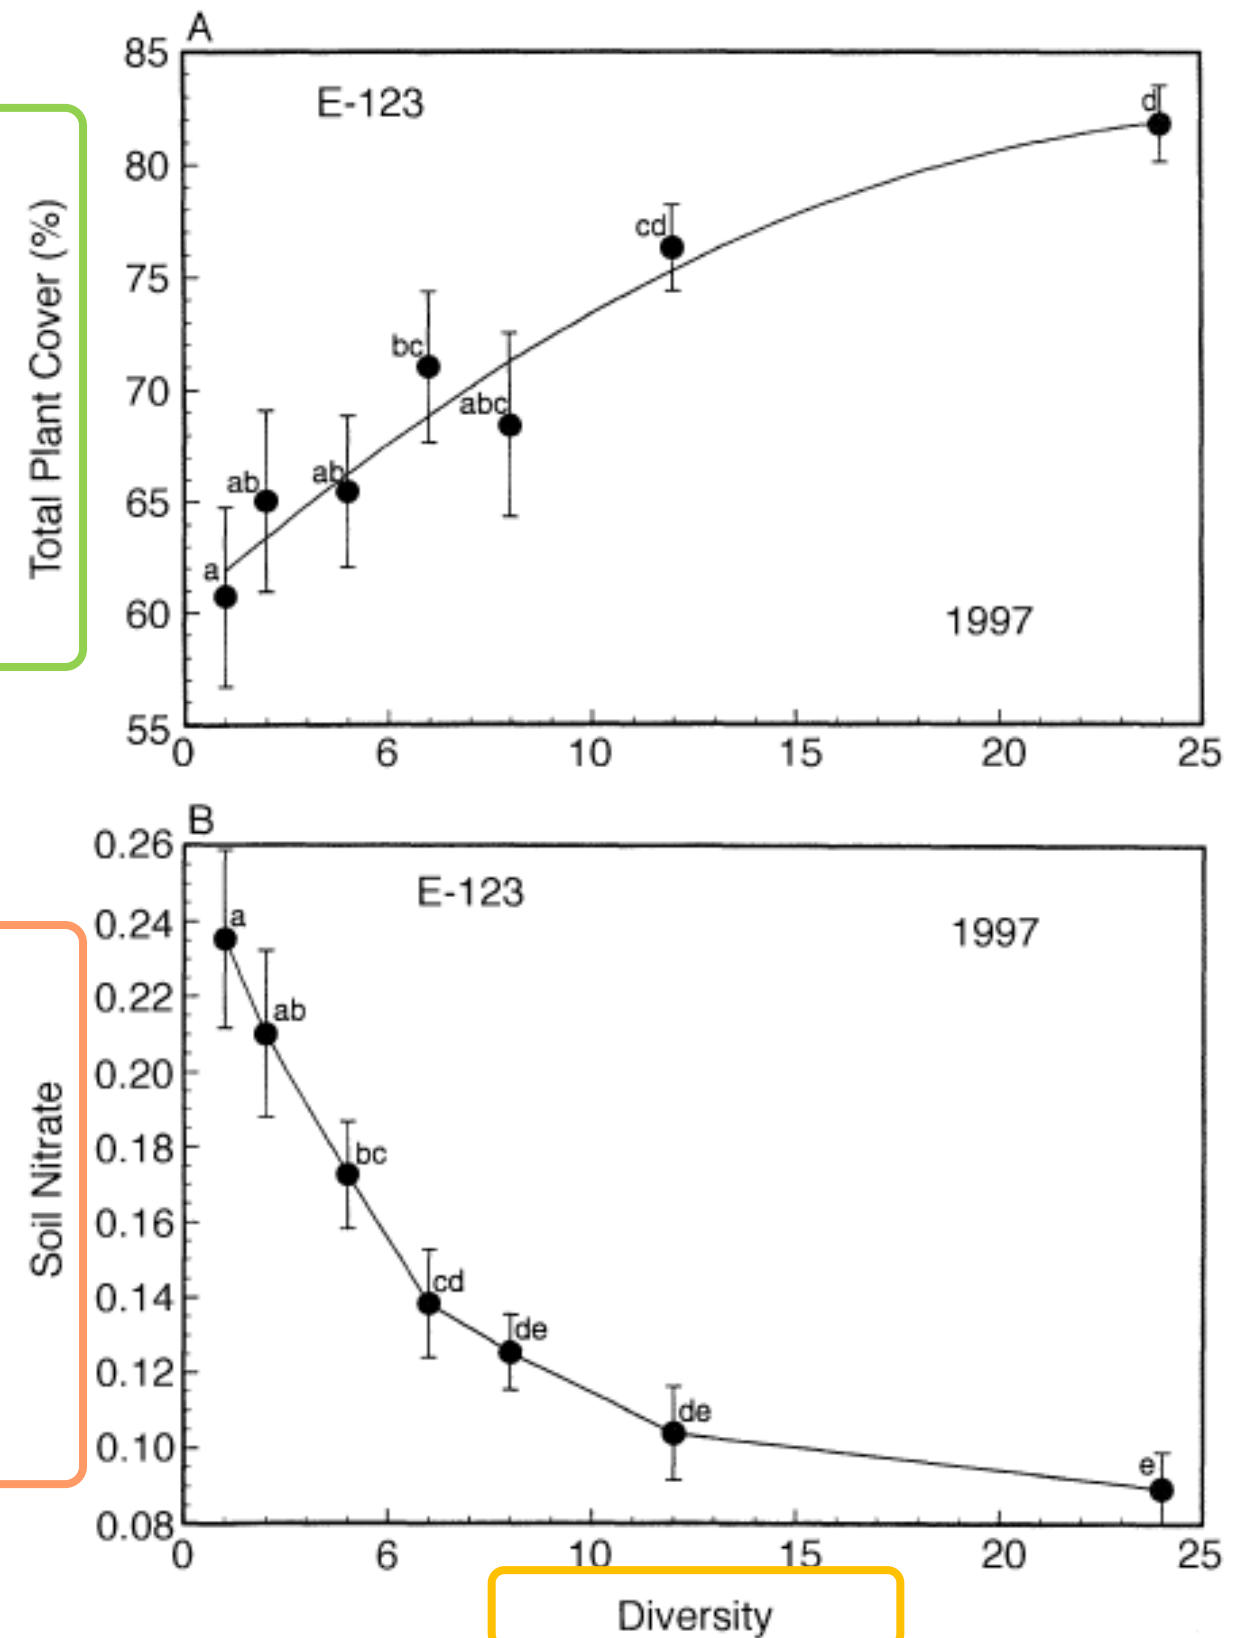 A
E-123
1997
Total Plant Cover (%)
85
80
75
70
65
60
55
a
ab
ab
bc
abc
cd
d
0 6 10 15 20 25
B
E-123
1997
Soil Nitrate
0.26
0.24
0.22
0.20
0.18
0.16
0.14
0.12
0.10
0.08
a
ab
bc
cd
de
de
e
0 6 10 15 20 25
Diversity